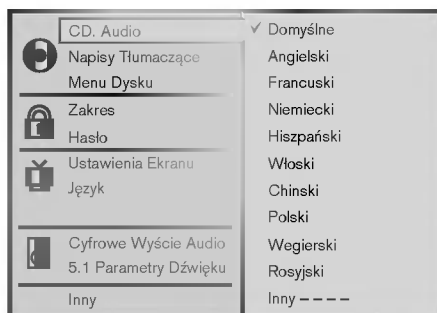 CD. Audio
Napisy Tłumaczące
Menu Dysku
Zakres
Hasło
Ustawienia Ekranu
Język
Cyfrowe Wyście Audio
5.1 Parametry Dźwięku
Inny
✓ Domyślne
Angielski
Francuski
Niemiecki
Hiszpański
Włoski
Chinski
Polski
Wegierski
Rosyjski
Inny – – – –